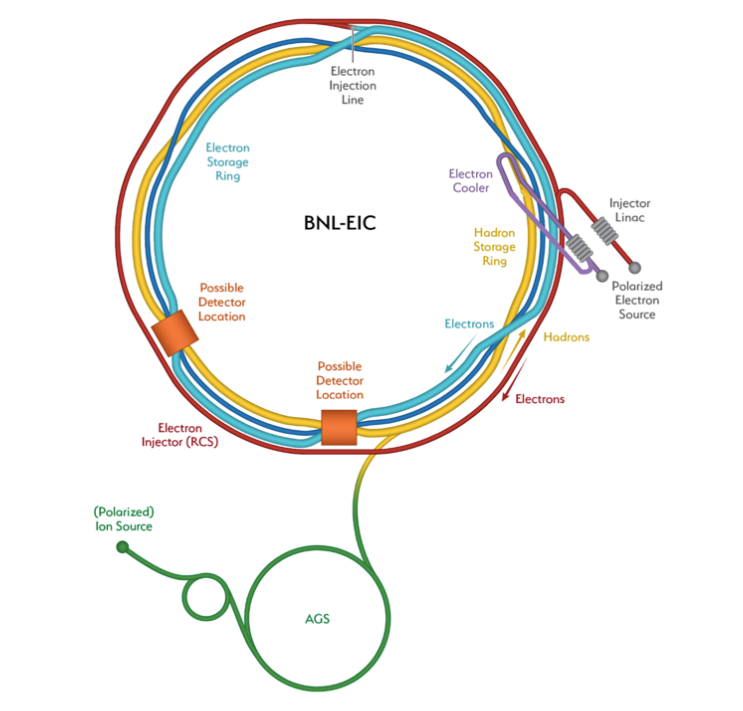 Electron
Injection
Line
Electron
Storage
Ring
Electron
Cooler
Injector
Linac
BNL-EIC
Hadron
Storage
Ring
Polarized
Electron
Source
Possible
Detector
Location
Electrons
Hadrons
Possible
Detector
Location
Electrons
Electron
Injector (RCS)
(Polarized)
Ion Source
AGS